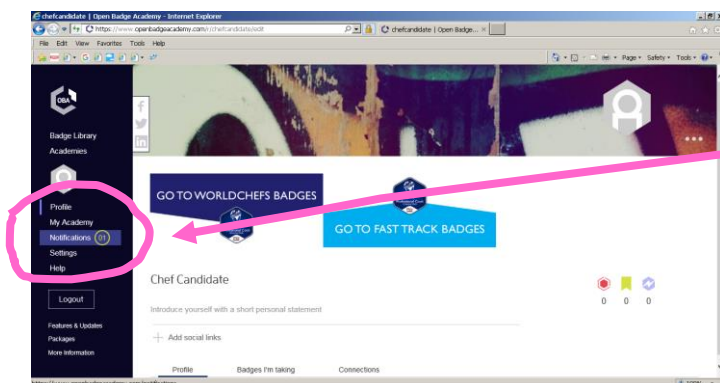 chefcandidate | Open Badge Academy - Internet Explorer
https://www.openbadgeacademy.com/r/chefcandidate/edit
chefcandidate | Open Badge...
File Edit View Favorites Tools Help
Page Safety Tools
OBA
Badge Library
Academies
Profile
My Academy
Notifications 01
Settings
Help
Logout
Features & Updates
Packages
More Information
f
in
GO TO WORLDCHEFS BADGES
GO TO FAST TRACK BADGES
Chef Candidate
Introduce yourself with a short personal statement
Add social links
0 0 0
Profile Badges I'm taking Connections